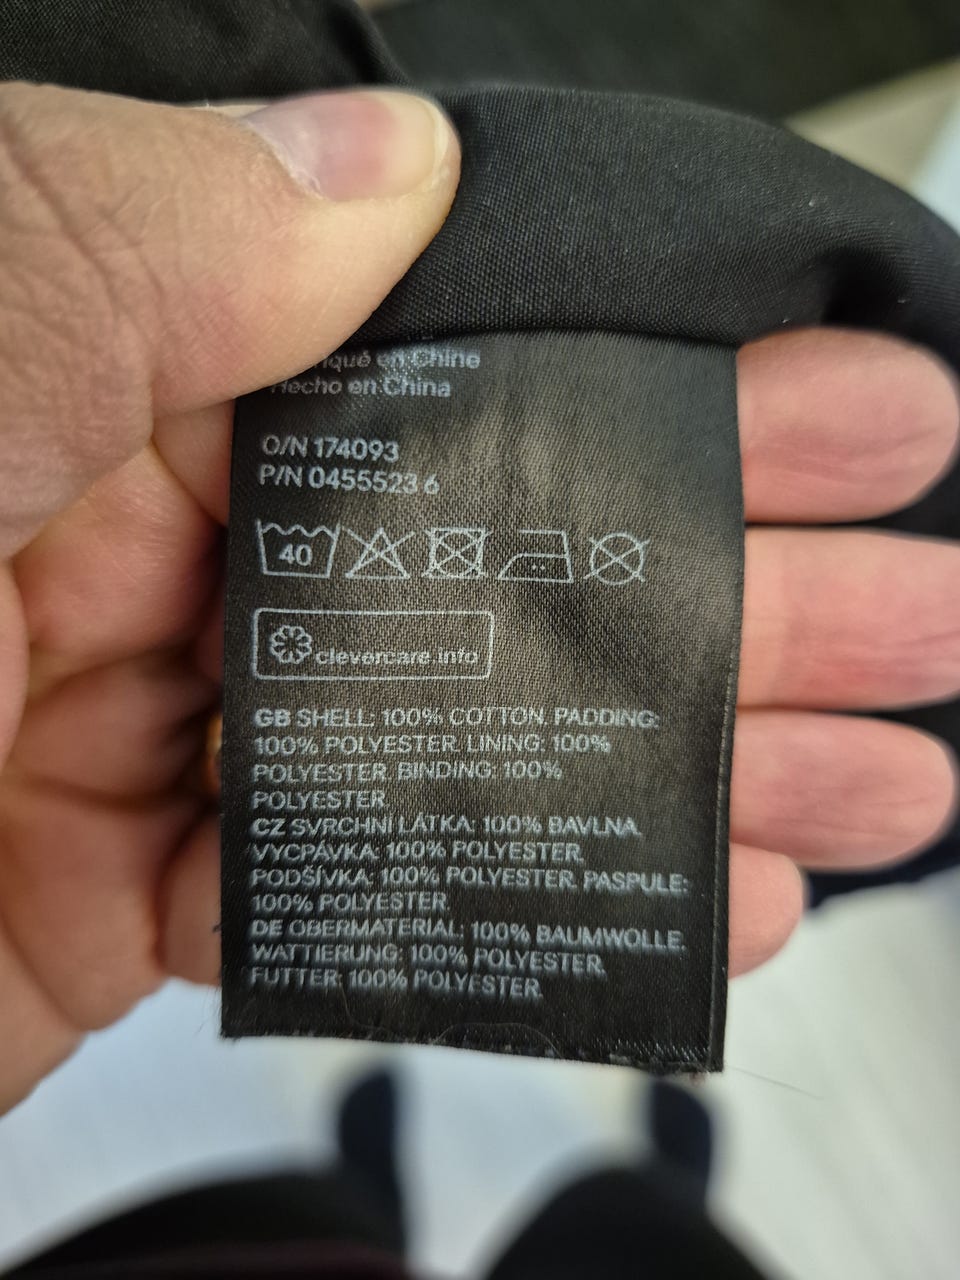 en Chine
Hecho en China
O/N 174093
P/N 0455523 6
40
clevercare.info
GB SHELL: 100% COTTON. PADDING:
100% POLYESTER. LINING: 100%
POLYESTER. BINDING: 100%
POLYESTER.
CZ SVRCHNÍ LÁTKA: 100% BAVLNA.
VYCPÁVKA: 100% POLYESTER.
PODŠÍVKA: 100% POLYESTER. PASPULE:
100% POLYESTER.
DE OBERMATERIAL: 100% BAUMWOLLE.
WATTIERUNG: 100% POLYESTER.
FUTTER: 100% POLYESTER.